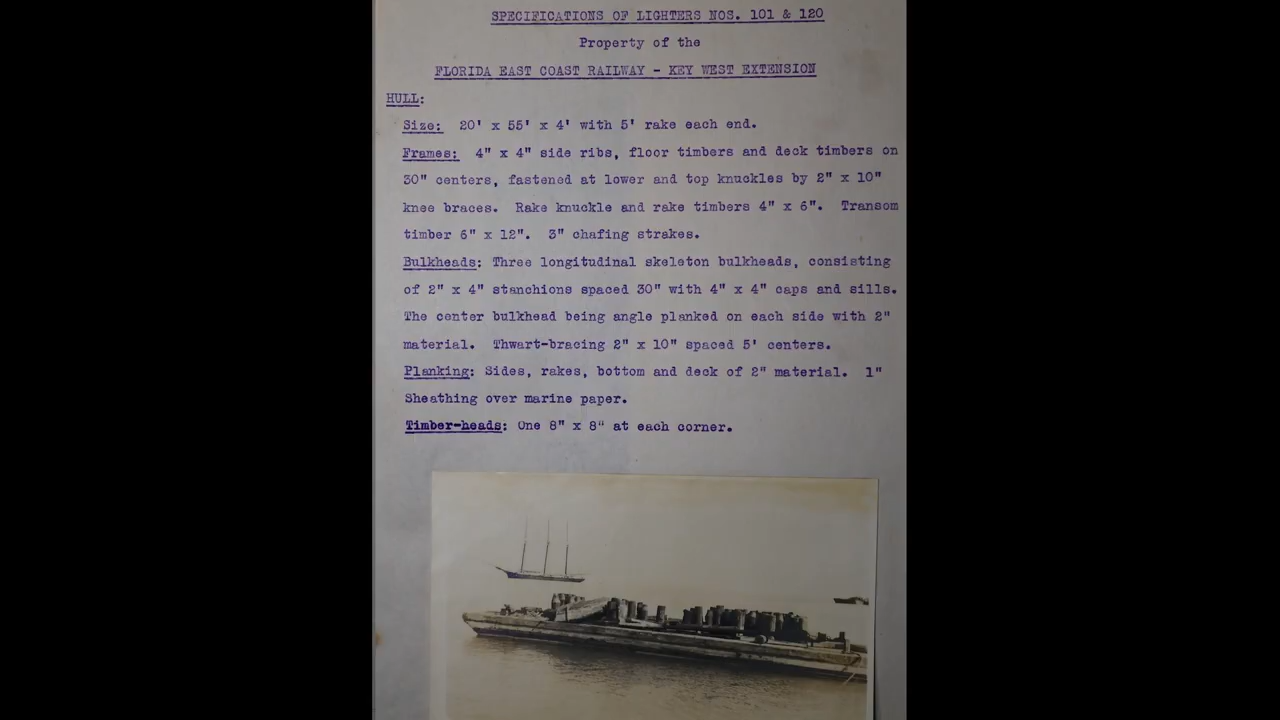 SPECIFICATIONS OF LIGHTERS NOS. 101 & 120
Property of the
FLORIDA EAST COAST RAILWAY - KEY WEST EXTENSION
HULL:
Size: 20' x 55' x 4' with 5' rake each end.
Frames: 4" x 4" side ribs, floor timbers and deck timbers on
30" centers, fastened at lower and top knuckles by 2" x 10"
knee braces. Rake knuckle and rake timbers 4" x 6". Transom
timber 6" x 12". 3" chafing strakes.
Bulkheads: Three longitudinal skeleton bulkheads, consisting
of 2" x 4" stanchions spaced 30" with 4" x 4" caps and sills.
The center bulkhead being angle planked on each side with 2"
material. Thwart-bracing 2" x 10" spaced 5' centers.
Planking: Sides, rakes, bottom and deck of 2" material. 1"
Sheathing over marine paper.
Timber-heads: One 8" x 8" at each corner.